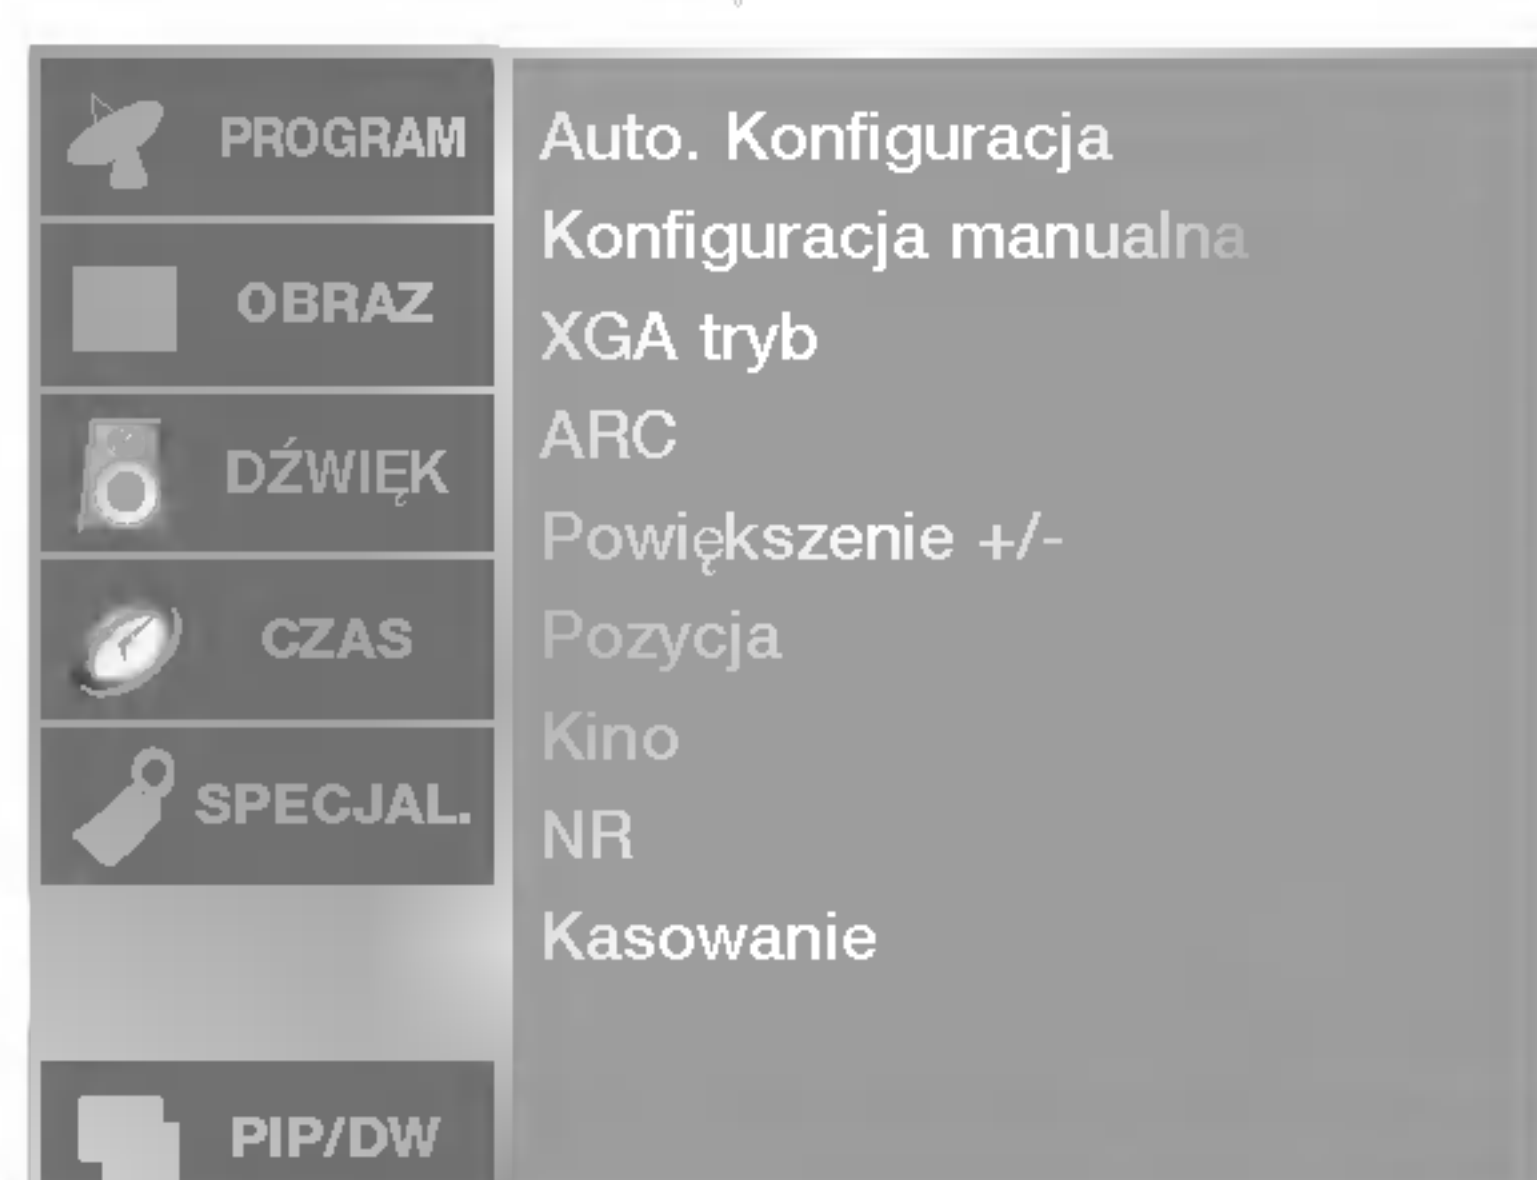 PROGRAM
OBRAZ
DŹWIĘK
CZAS
SPECJAL.
PIP/DW
Auto. Konfiguracja
Konfiguracja manualna
XGA tryb
ARC
Powiększenie +/-
Pozycja
Kino
NR
Kasowanie